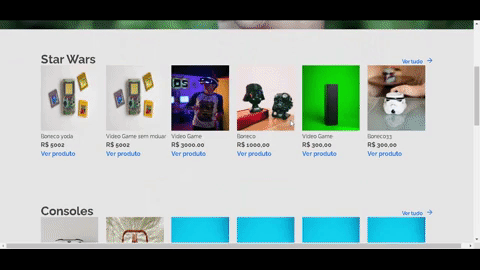 Star Wars
Ver tudo
Boneco yoda
Video Game sem mouse
Video Game
Boneco
Video Game
Boneco33
R$ 5002
R$ 5002
R$ 3000,00
R$ 1000,00
R$ 300,00
R$ 300,00
Ver produto
Ver produto
Ver produto
Ver produto
Ver produto
Ver produto
Consoles
Ver tudo